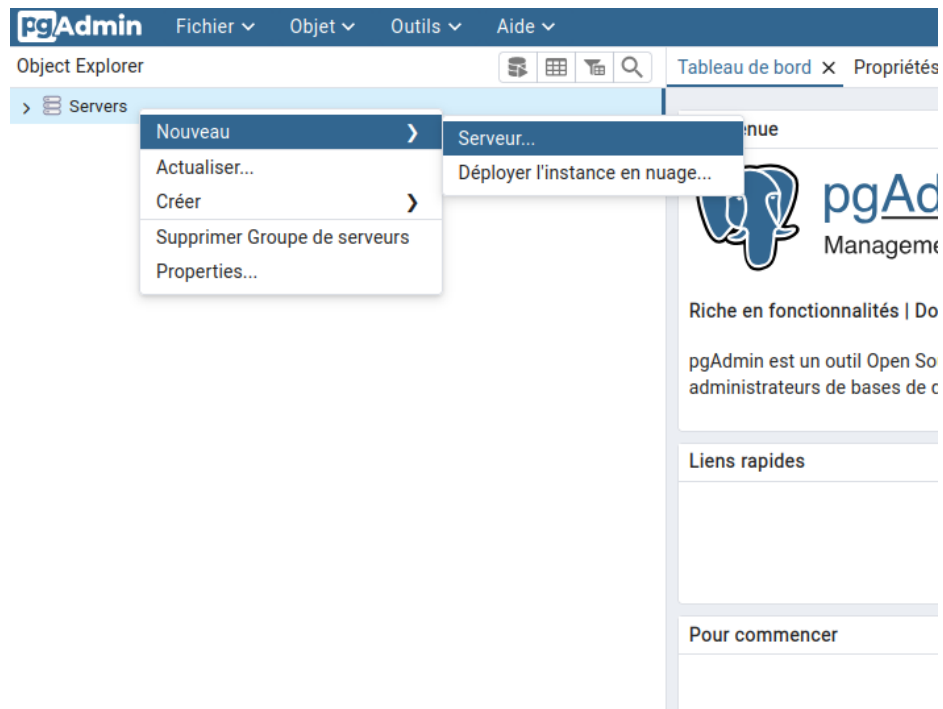 pgAdmin Fichier Objet Outils Aide
Object Explorer
Tableau de bord Propriétés
Servers
Nouveau
Actualiser...
Créer
Supprimer Groupe de serveurs
Properties...
Serveur...
Déployer l'instance en nuage...
pgAd
Manageme
Riche en fonctionnalités | Do
pgAdmin est un outil Open So
administrateurs de bases de
Liens rapides
Pour commencer